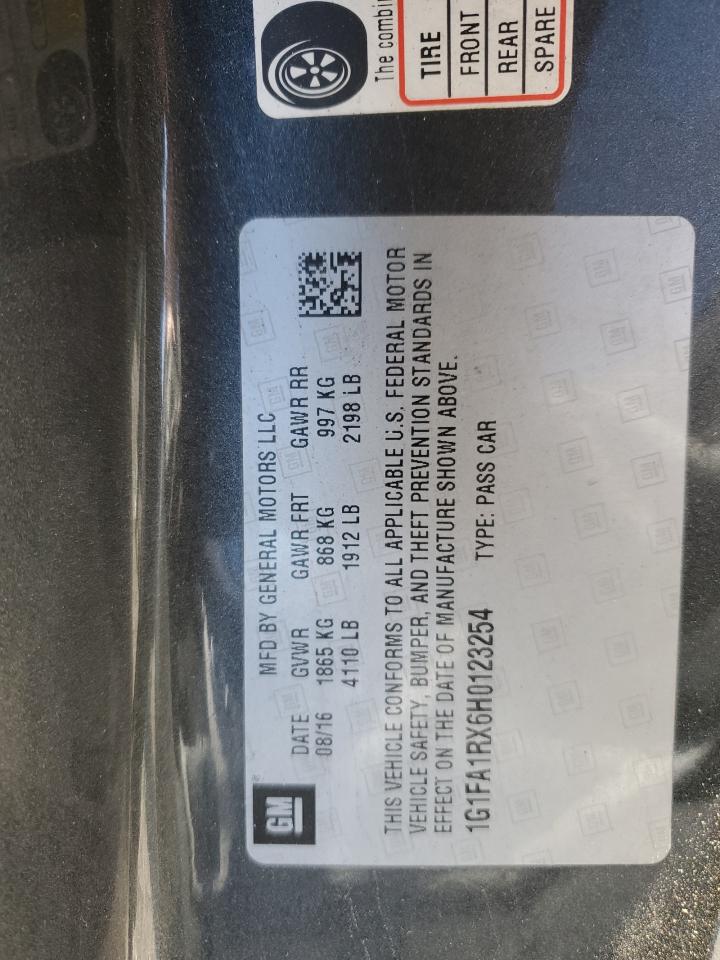 The combi
TIRE
FRONT
REAR
SPARE
GM
MFD BY GENERAL MOTORS LLC
DATE GVWR GAWR FRT GAWR RR
08/16 1865 KG 868 KG 997 KG
4110 LB 1912 LB 2198 LB
THIS VEHICLE CONFORMS TO ALL APPLICABLE U.S. FEDERAL MOTOR
VEHICLE SAFETY, BUMPER, AND THEFT PREVENTION STANDARDS IN
EFFECT ON THE DATE OF MANUFACTURE SHOWN ABOVE.
1G1FA1RX6H0123254 TYPE: PASS CAR